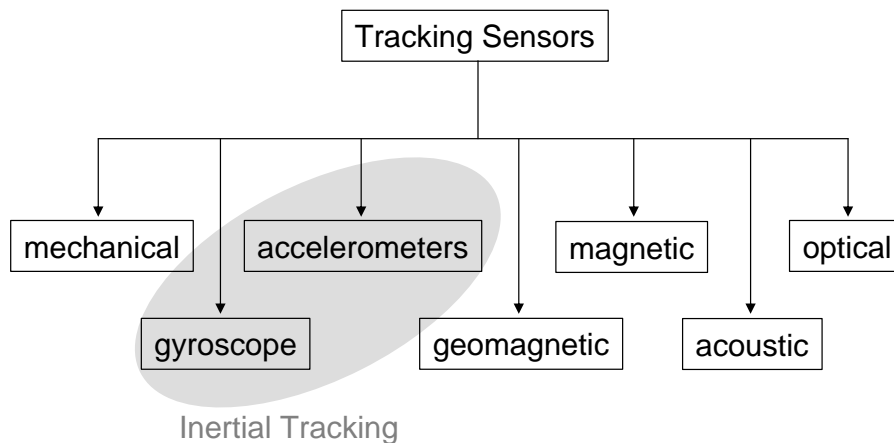 Tracking Sensors
mechanical
accelerometers
magnetic
optical
gyroscope
geomagnetic
acoustic
Inertial Tracking